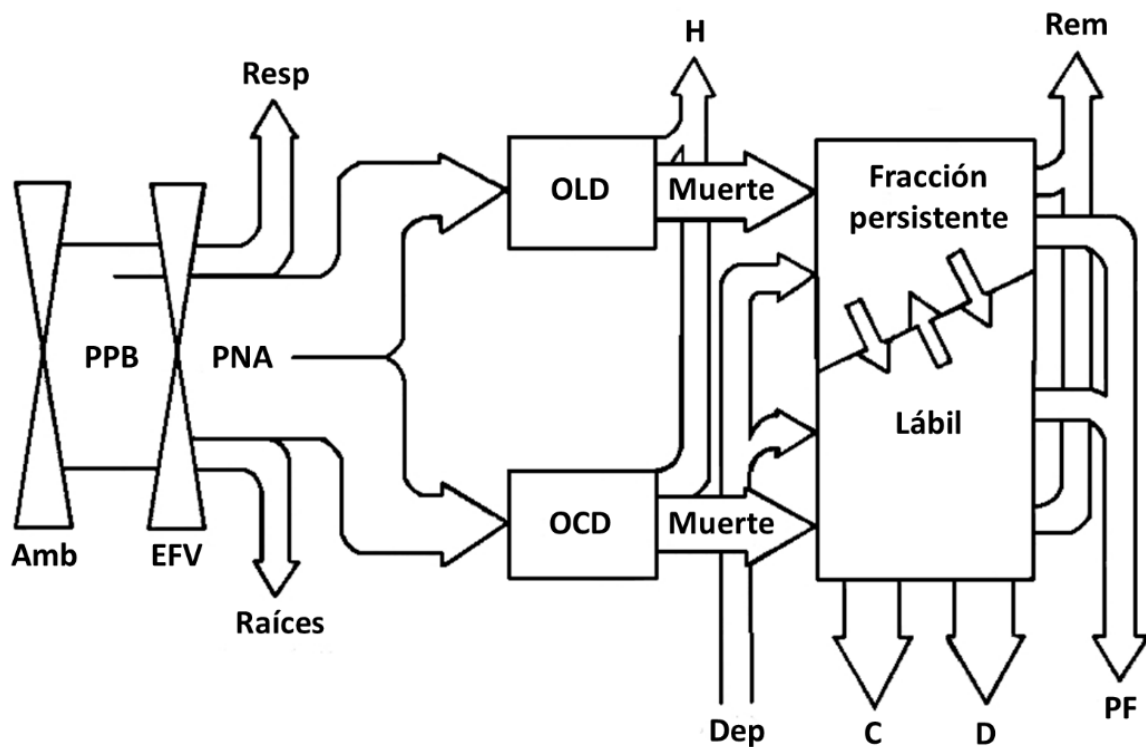 H
Rem
Resp
OLD
Muerte
Fracción
persistente
PPB
PNA
Lábil
OCD
Muerte
Amb
EFV
Raíces
Dep
C
D
PF